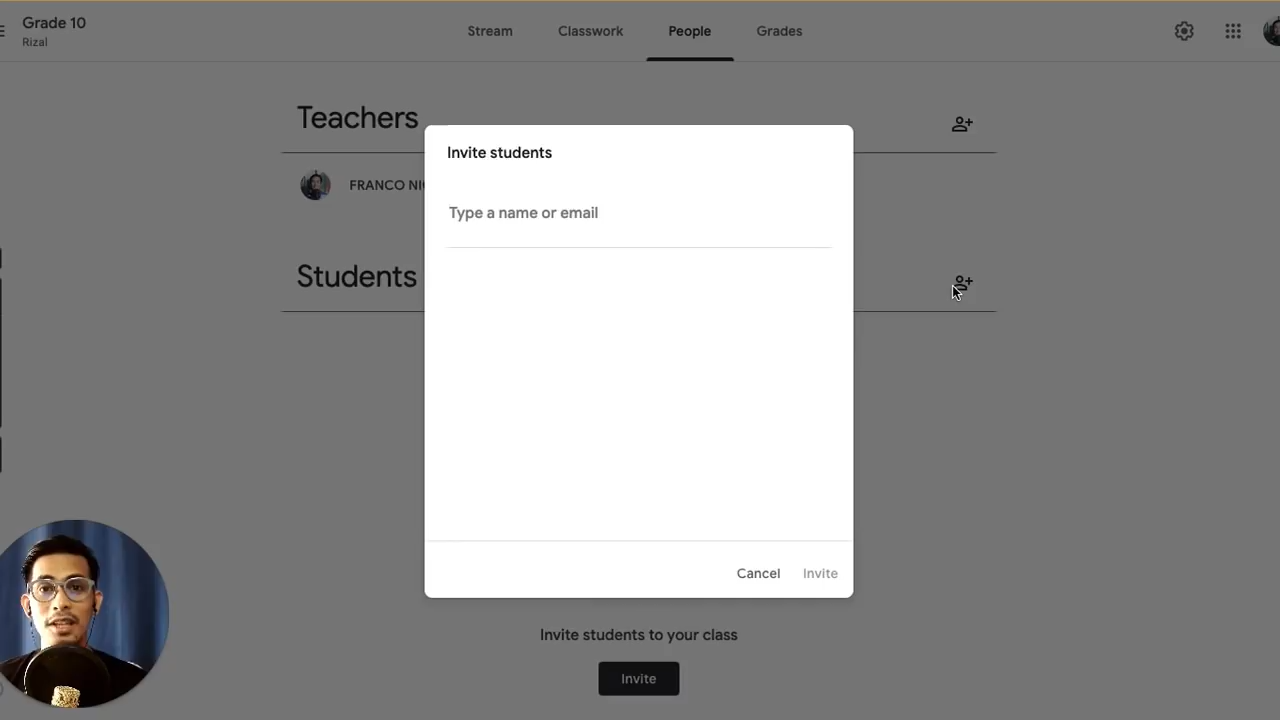 Grade 10
Rizal
Stream
Classwork
People
Grades
Teachers
FRANCO
Invite students
Type a name or email
Students
Cancel
Invite
Invite students to your class
Invite